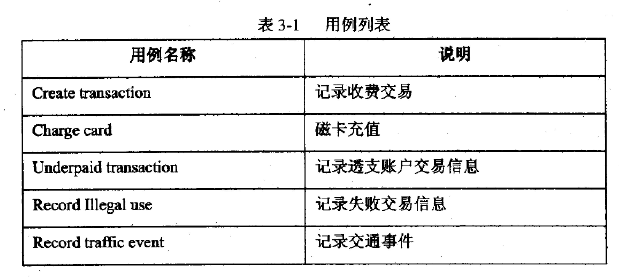 表 3-1 用例列表
用例名称 说明
Create transaction 记录收费交易
Charge card 磁卡充值
Underpaid transaction 记录透支账户交易信息
Record Illegal use 记录失败交易信息
Record traffic event 记录交通事件